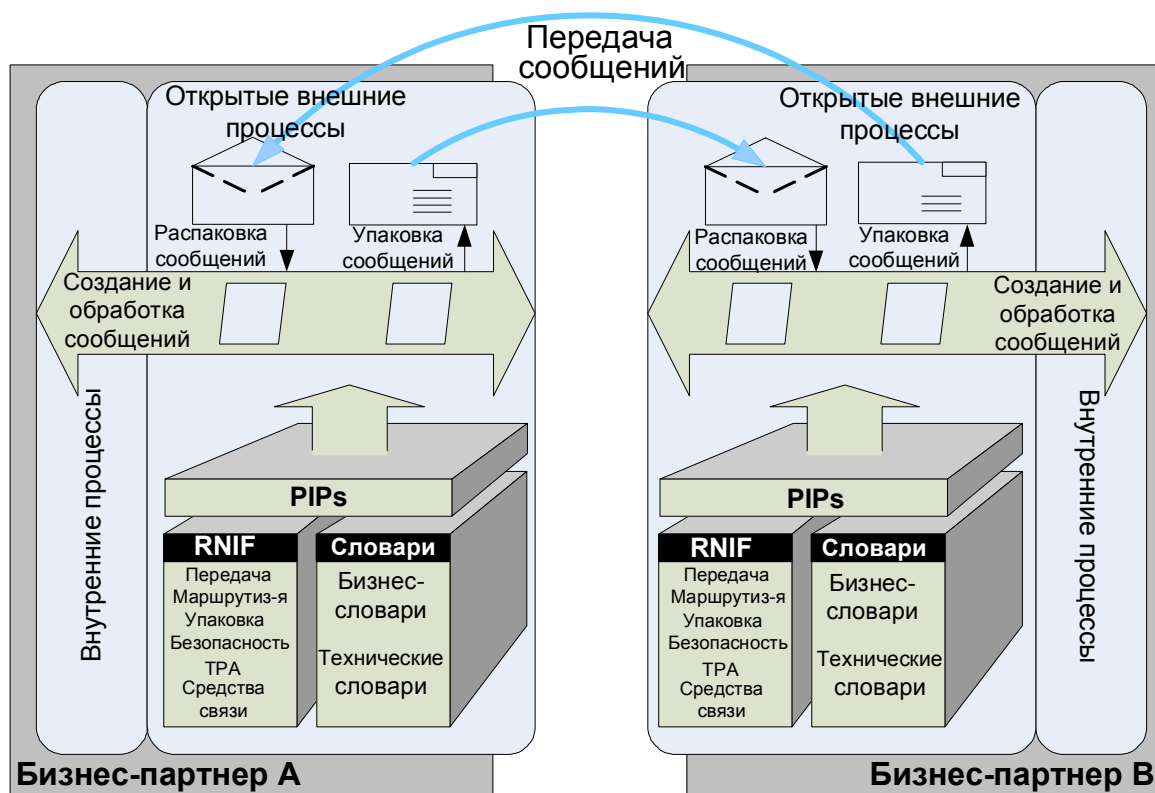 Передача
сообщений
Открытые внешние
процессы
Распаковка
сообщений
Упаковка
сообщений
Создание и
обработка
сообщений
Внутренние процессы
PIPs
RNIF
Передача
Маршрутиз-я
Упаковка
Безопасность
TPA
Средства
связи
Словари
Бизнес-
словари
Технические
словари
Бизнес-партнер А
Открытые внешние
процессы
Распаковка
сообщений
Упаковка
сообщений
Создание и
обработка
сообщений
Внутренние процессы
PIPs
RNIF
Передача
Маршрутиз-я
Упаковка
Безопасность
TPA
Средства
связи
Словари
Бизнес-
словари
Технические
словари
Бизнес-партнер В